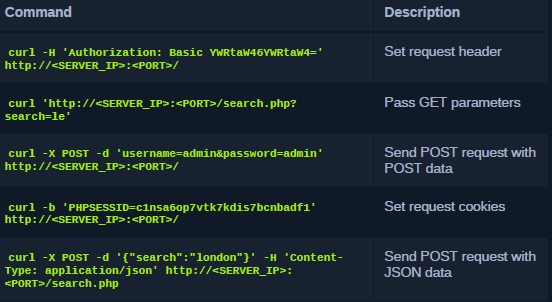 Command Description
curl -H 'Authorization: Basic YWRtaW46YWRtaW4=' Set request header
http://<SERVER_IP>:<PORT>/
curl 'http://<SERVER_IP>:<PORT>/search.php? Pass GET parameters
search=le'
curl -X POST -d 'username=admin&password=admin' Send POST request with
http://<SERVER_IP>:<PORT>/ POST data
curl -b 'PHPSESSID=c1nsa6op7vtk7kdis7bcnbadf1' Set request cookies
http://<SERVER_IP>:<PORT>/
curl -X POST -d '{"search":"london"}' -H 'Content- Send POST request with
Type: application/json' http://<SERVER_IP>: JSON data
<PORT>/search.php